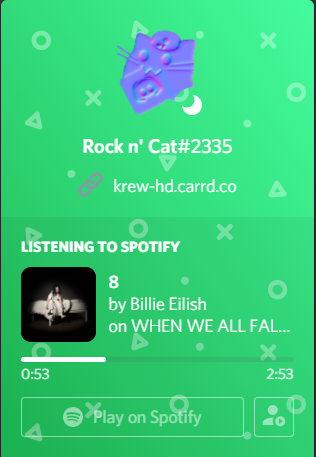 Rock n' Cat#2335
krew-hd.carrd.co
LISTENING TO SPOTIFY
8
by Billie Eilish
on WHEN WE ALL FAL...
0:53 2:53
Play on Spotify